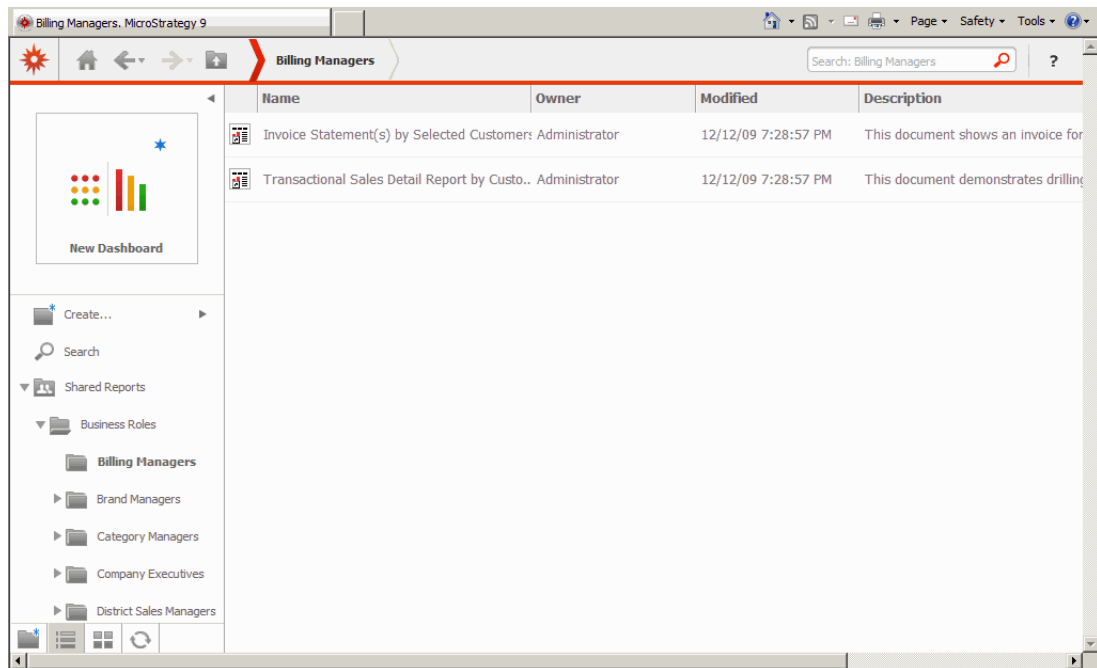 Billing Managers. MicroStrategy 9
Page Safety Tools
Billing Managers
Search: Billing Managers
?
Name Owner Modified Description
Invoice Statement(s) by Selected Customers Administrator 12/12/09 7:28:57 PM This document shows an invoice for
Transactional Sales Detail Report by Custo.. Administrator 12/12/09 7:28:57 PM This document demonstrates drilling
New Dashboard
Create...
Search
Shared Reports
Business Roles
Billing Managers
Brand Managers
Category Managers
Company Executives
District Sales Managers